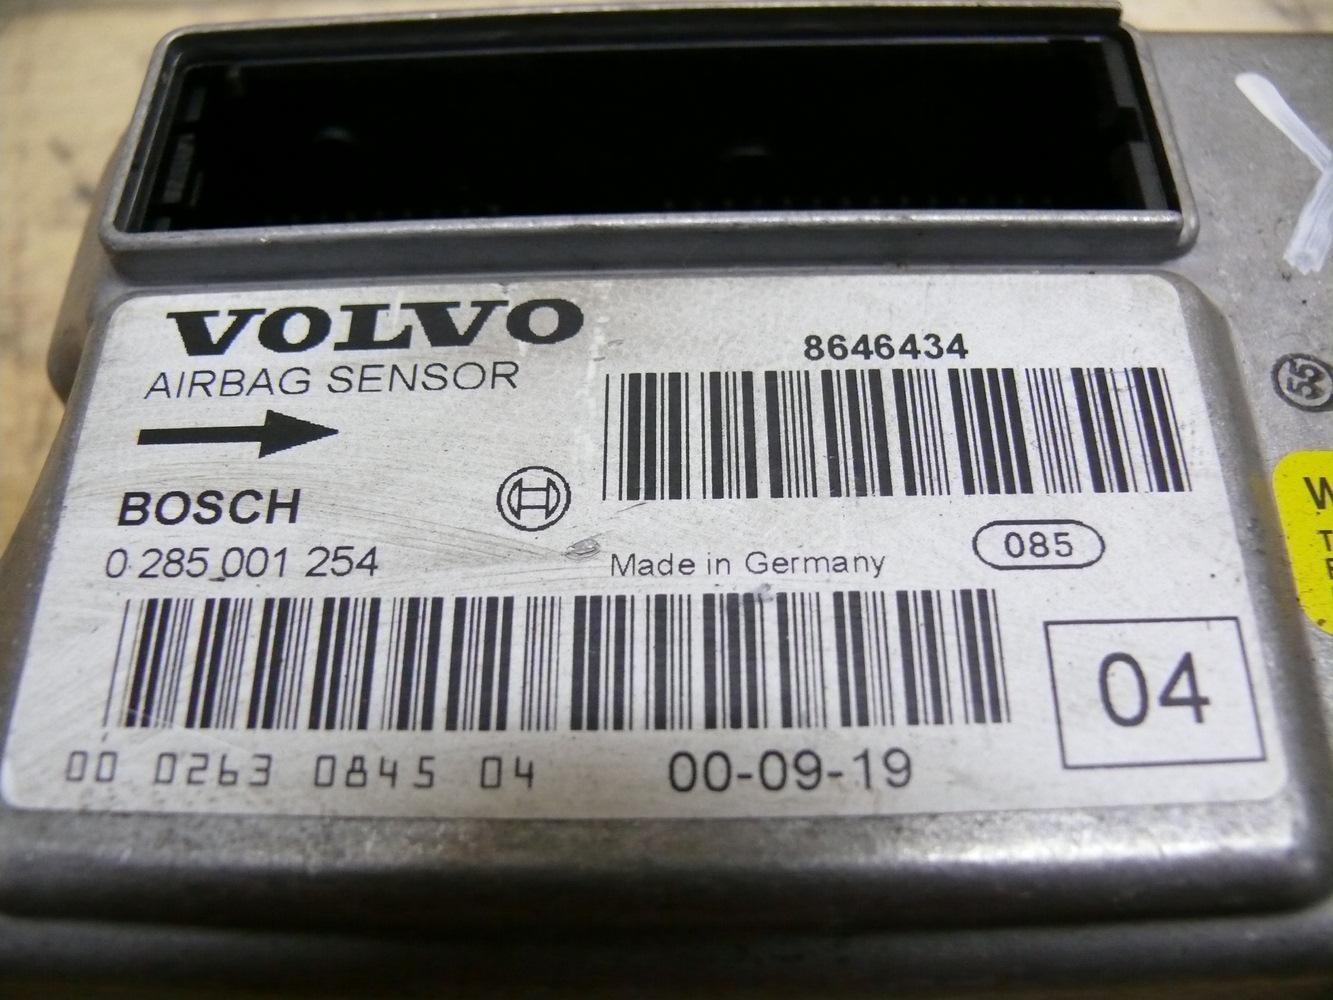 VOLVO
AIRBAG SENSOR
8646434
BOSCH
0 285 001 254
Made in Germany
085
04
00 0263 0845 04
00-09-19
55
W